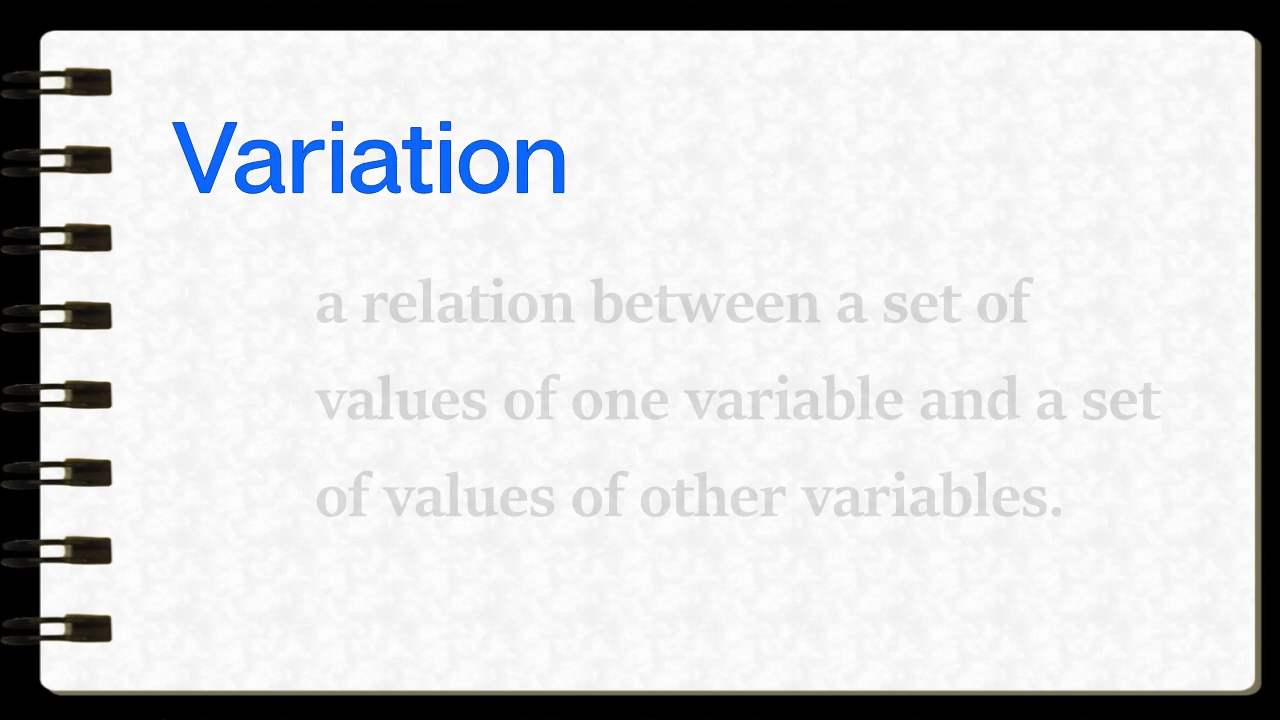 Variation
a relation between a set of
values of one variable and a set
of values of other variables.